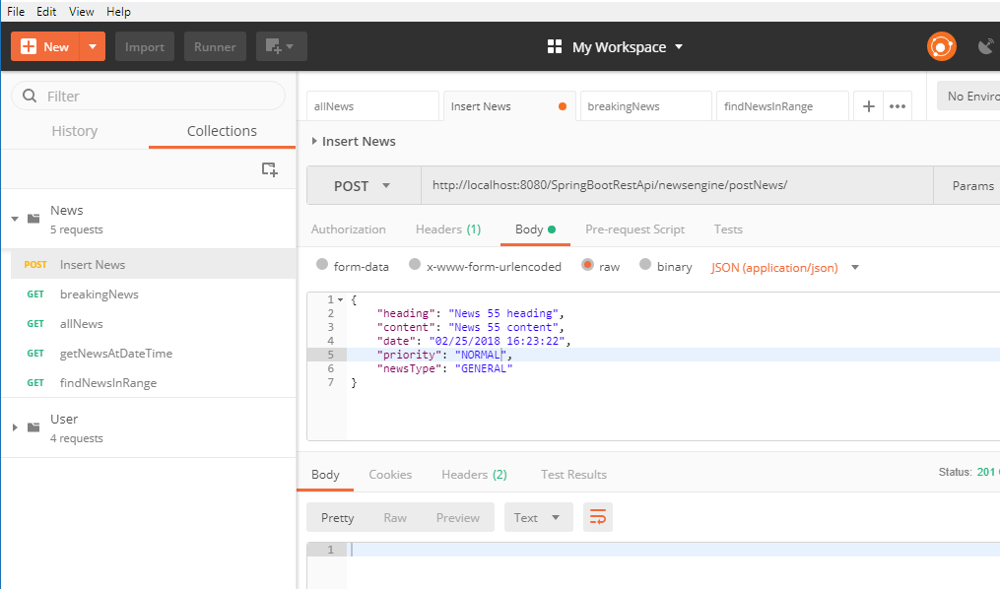 File Edit View Help
New Import Runner My Workspace
Filter
History Collections
News
5 requests
POST Insert News
GET breakingNews
GET allNews
GET getNewsAtDateTime
GET findNewsInRange
User
4 requests
allNews Insert News breakingNews findNewsInRange + ••• No Enviro
Insert News
POST http://localhost:8080/SpringBootRestApi/newsengine/postNews/ Params
Authorization Headers (1) Body Pre-request Script Tests
form-data x-www-form-urlencoded raw binary JSON (application/json)
1 {
2 "heading": "News 55 heading",
3 "content": "News 55 content",
4 "date": "02/25/2018 16:23:22",
5 "priority": "NORMAL",
6 "newsType": "GENERAL"
7 }
Body Cookies Headers (2) Test Results Status: 201
Pretty Raw Preview Text
1